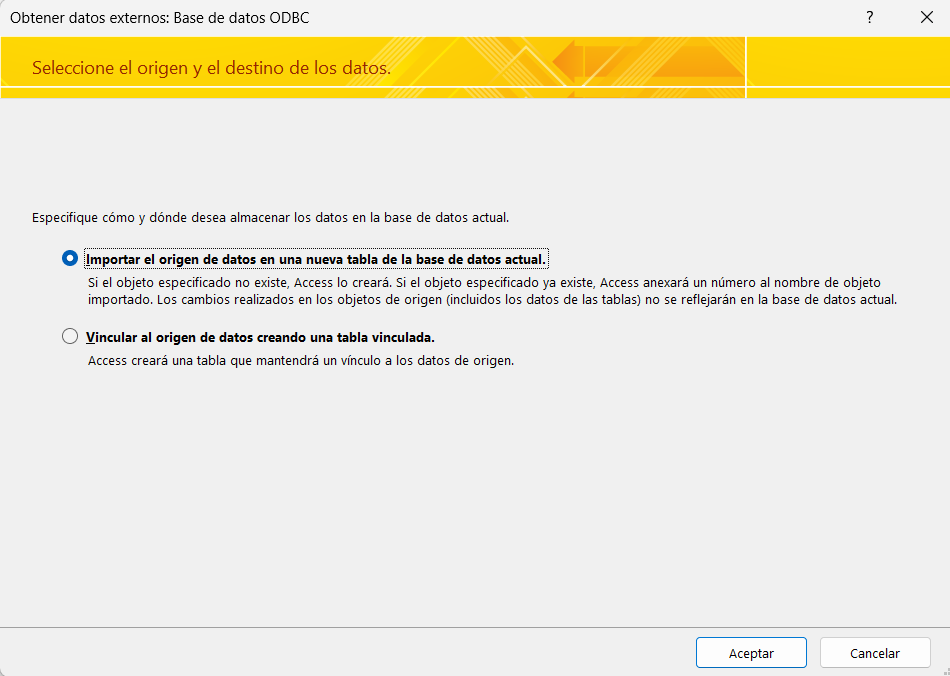 Obtener datos externos: Base de datos ODBC
?
Seleccione el origen y el destino de los datos.
Especifique cómo y dónde desea almacenar los datos en la base de datos actual.
Importar el origen de datos en una nueva tabla de la base de datos actual.
Si el objeto especificado no existe, Access lo creará. Si el objeto especificado ya existe, Access anexará un número al nombre de objeto
importado. Los cambios realizados en los objetos de origen (incluidos los datos de las tablas) no se reflejarán en la base de datos actual.
Vincular al origen de datos creando una tabla vinculada.
Access creará una tabla que mantendrá un vínculo a los datos de origen.
Aceptar
Cancelar